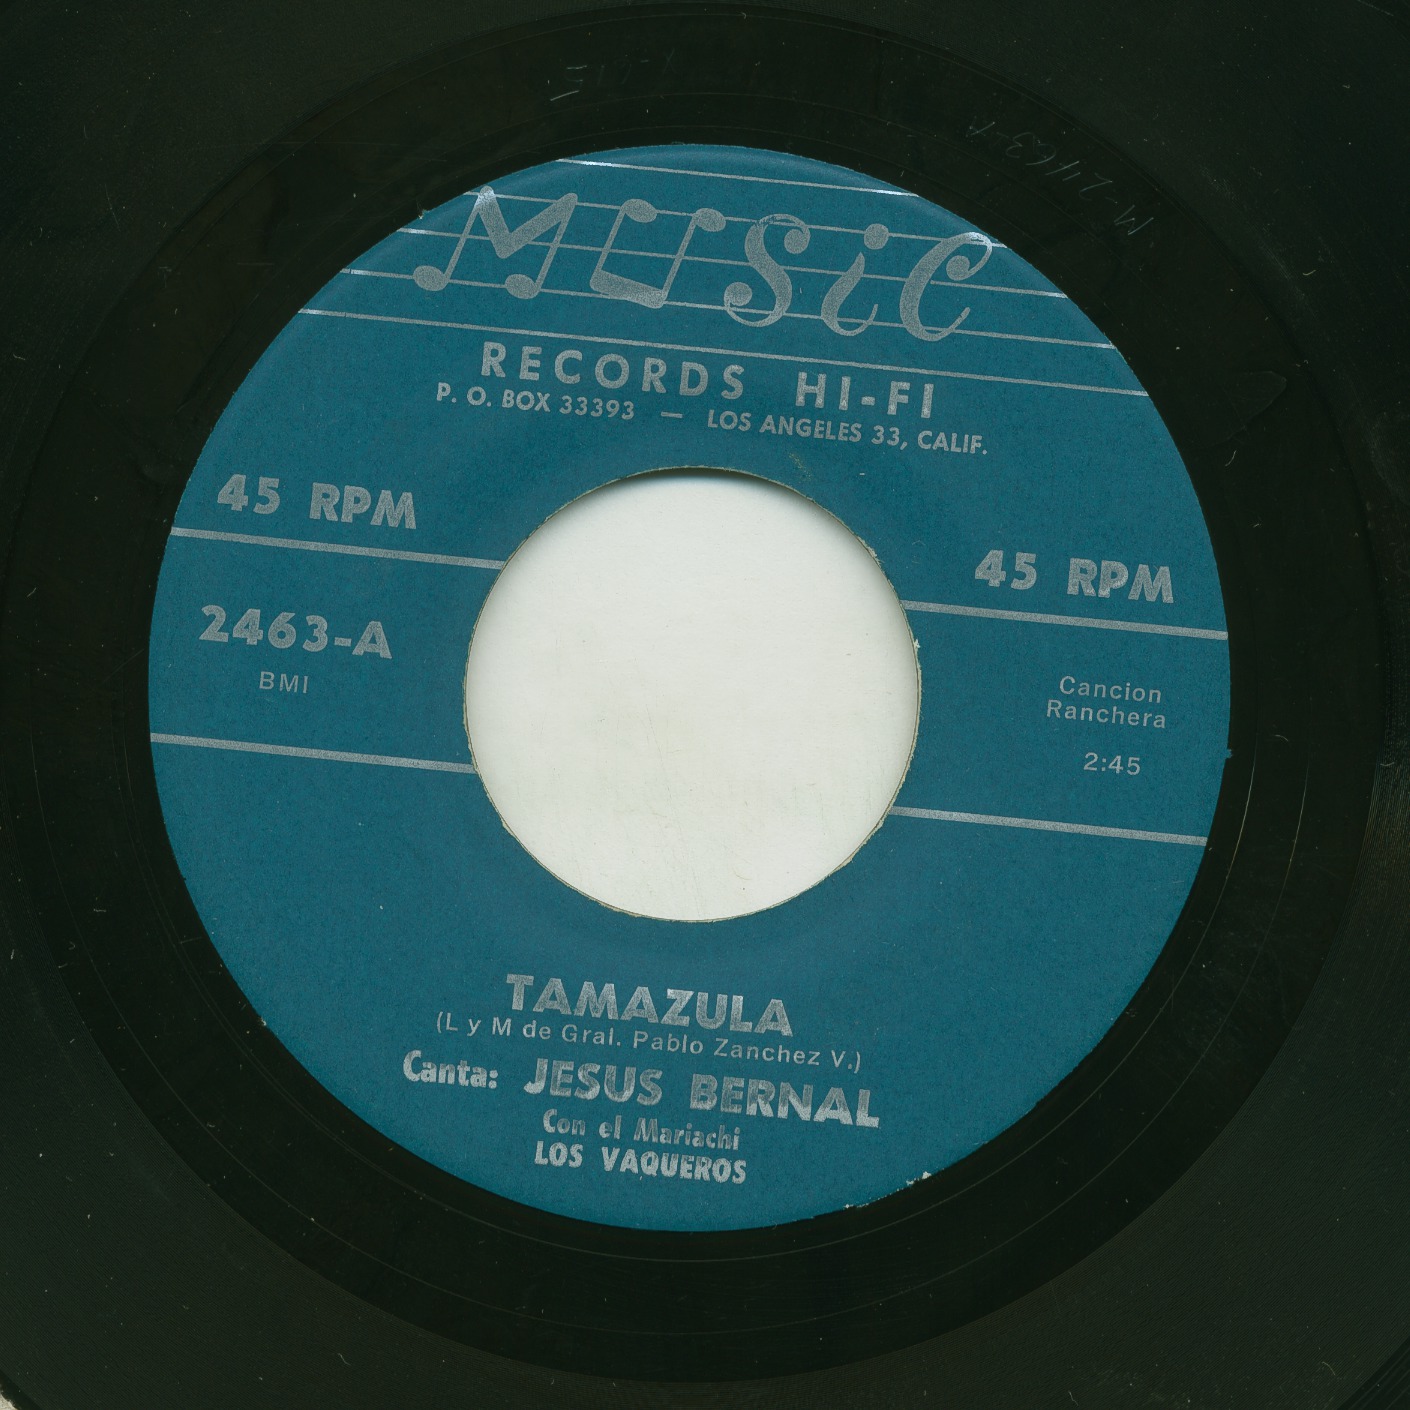 MUSiC
RECORDS HI-FI
P. O. BOX 33393 — LOS ANGELES 33, CALIF.
45 RPM
45 RPM
2463-A
BMI
Cancion
Ranchera
2:45
TAMAZULA
(L y M de Gral. Pablo Zanchez V.)
Canta: JESUS BERNAL
Con el Mariachi
LOS VAQUEROS
M-2463-A